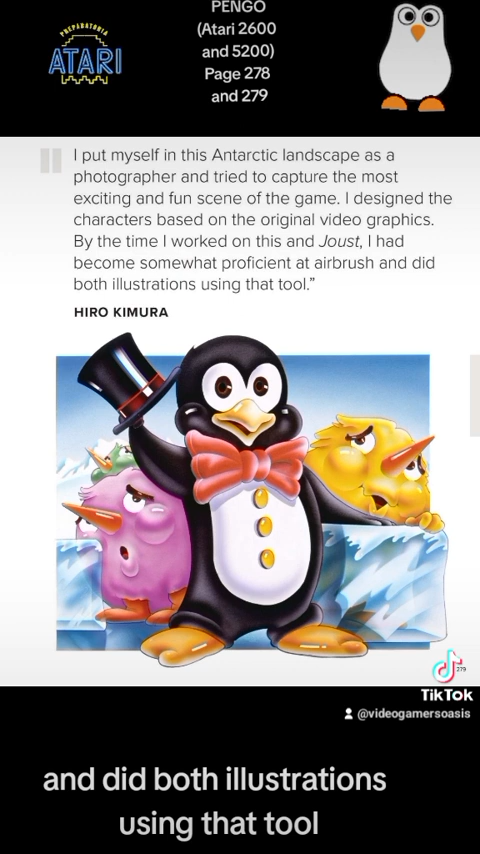 PREPARATORIA
ATARI
PENGO
(Atari 2600
and 5200)
Page 278
and 279
I put myself in this Antarctic landscape as a
photographer and tried to capture the most
exciting and fun scene of the game. I designed the
characters based on the original video graphics.
By the time I worked on this and Joust, I had
become somewhat proficient at airbrush and did
both illustrations using that tool.”
HIRO KIMURA
279
TikTok
@videogamersoasis
and did both illustrations
using that tool